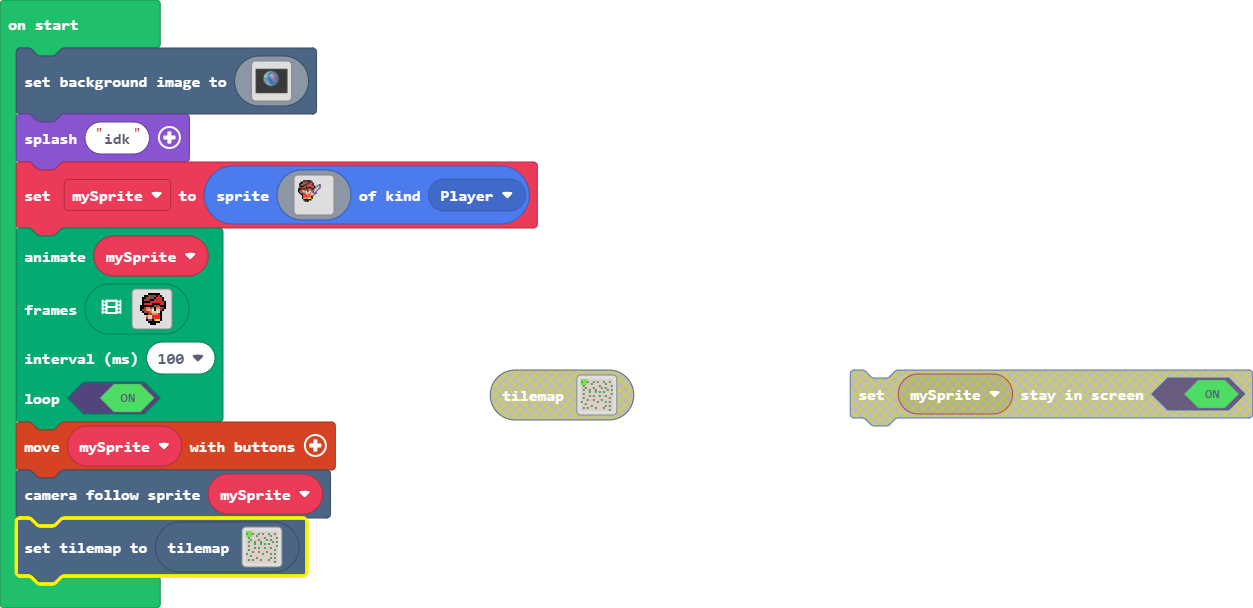 on start
set background image to
splash "idk"
set mySprite to sprite of kind Player
animate mySprite
frames
interval (ms) 100
loop ON
tilemap
set mySprite stay in screen ON
move mySprite with buttons
camera follow sprite mySprite
set tilemap to tilemap